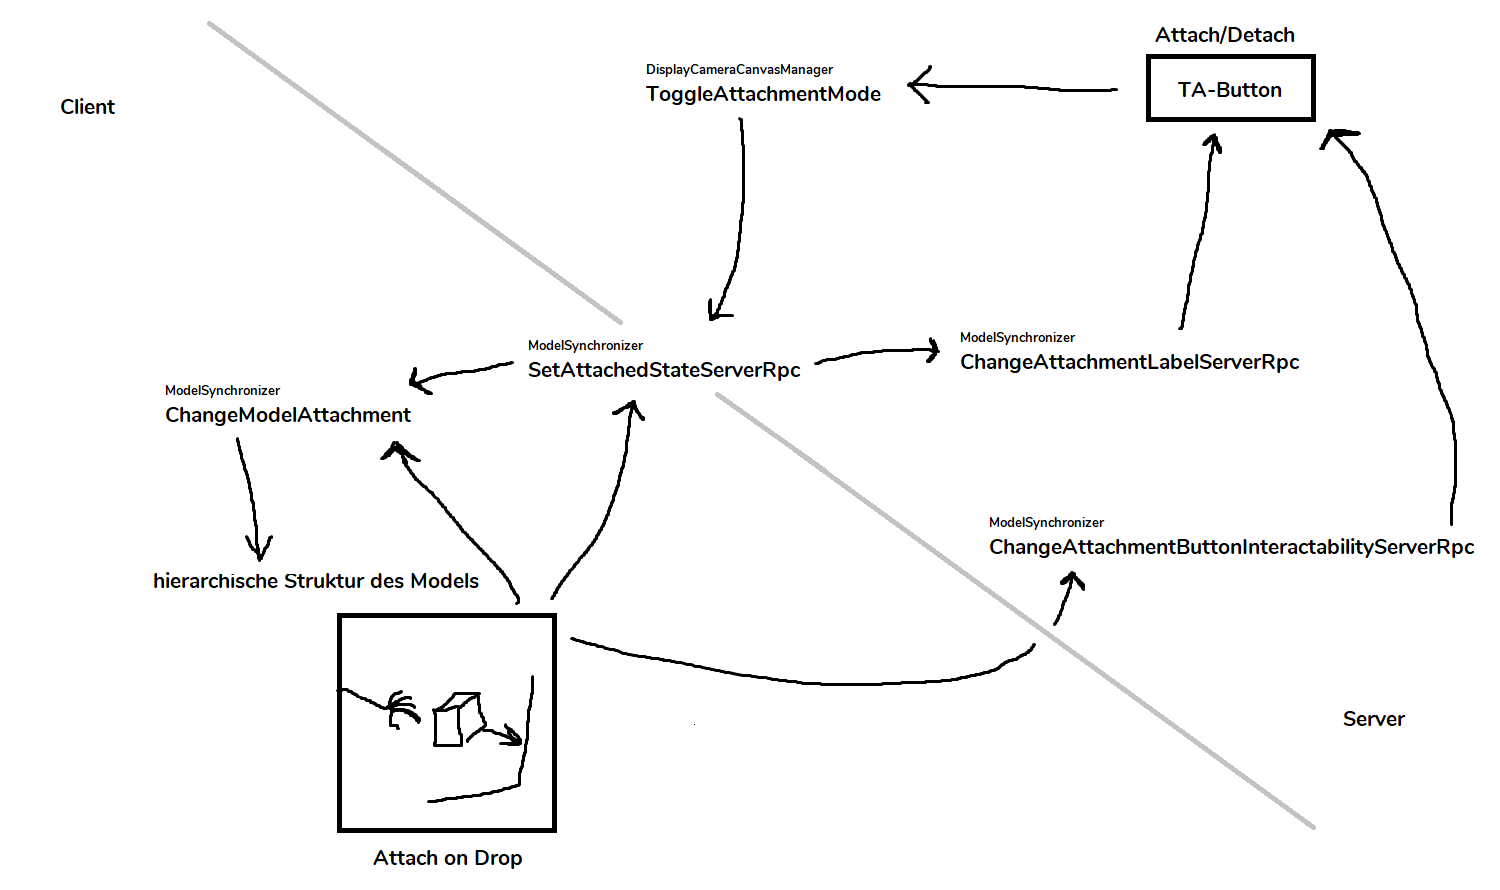 Attach/Detach
DisplayCameraCanvasManager
ToggleAttachmentMode
TA-Button
Client
ModelSynchronizer
SetAttachedStateServerRpc
ModelSynchronizer
ChangeAttachmentLabelServerRpc
ModelSynchronizer
ChangeModelAttachment
ModelSynchronizer
ChangeAttachmentButtonInteractabilityServerRpc
hierarchische Struktur des Models
Server
Attach on Drop